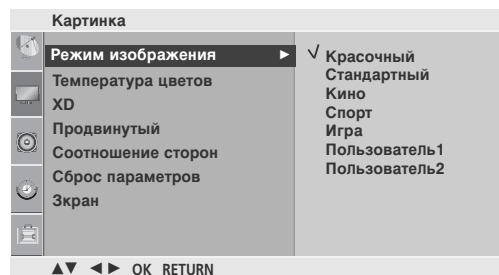 Картинка
Режим изображения ►
Температура цветов
XD
Продвинутый
Соотношение сторон
Сброс параметров
Зкран
√ Красочный
Стандартный
Кино
Спорт
Игра
Пользователь1
Пользователь2
▲▼ ◄► OK RETURN